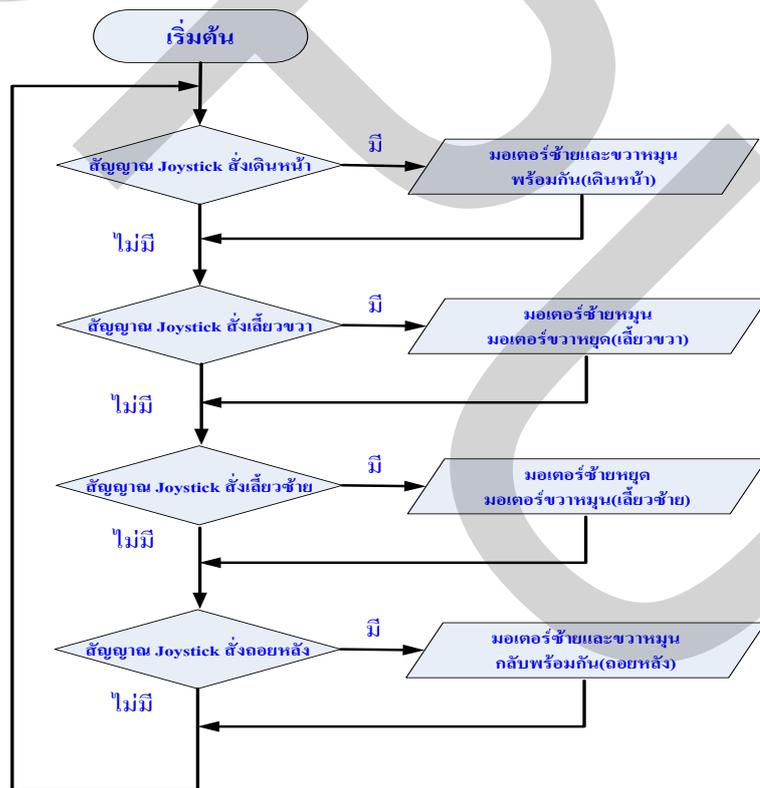 เริ่มต้น
สัญญาณ Joystick สั่งเดินหน้า
มี
มอเตอร์ซ้ายและขวาหมุน
พร้อมกัน(เดินหน้า)
ไม่มี
สัญญาณ Joystick สั่งเลี้ยวขวา
มี
มอเตอร์ซ้ายหมุน
มอเตอร์ขวาหยุด(เลี้ยวขวา)
ไม่มี
สัญญาณ Joystick สั่งเลี้ยวซ้าย
มี
มอเตอร์ซ้ายหยุด
มอเตอร์ขวาหมุน(เลี้ยวซ้าย)
ไม่มี
สัญญาณ Joystick สั่งถอยหลัง
มี
มอเตอร์ซ้ายและขวาหมุน
กลับพร้อมกัน(ถอยหลัง)
ไม่มี